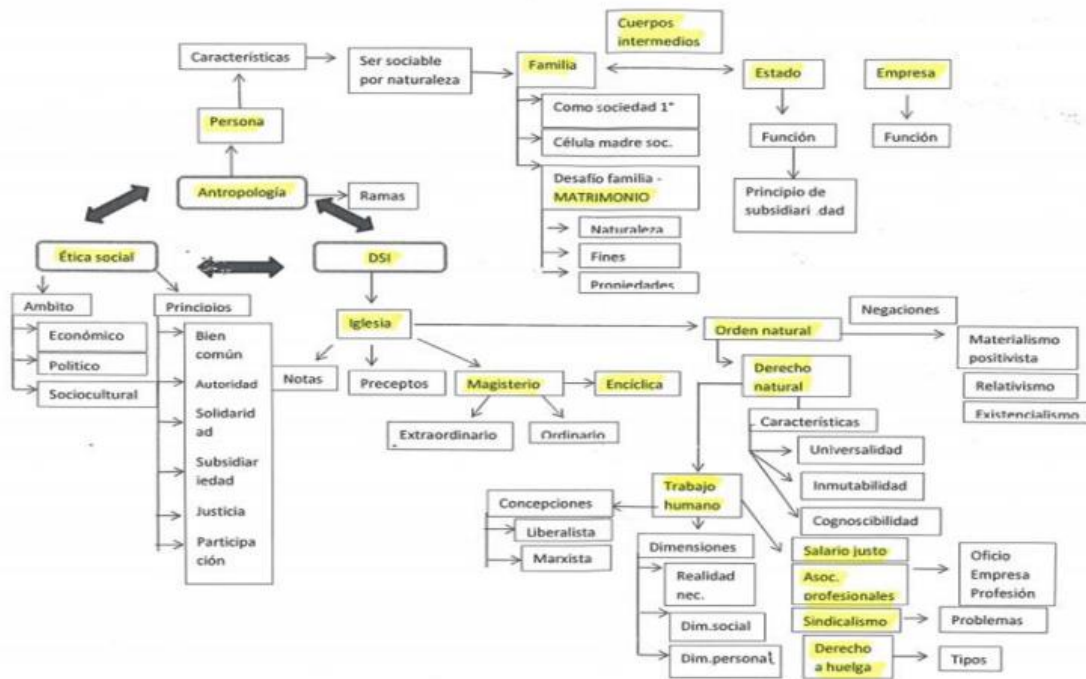 Cuerpos
intermedios
Características
Ser sociable
por naturaleza
Familia
Estado
Empresa
Como sociedad 1°
Persona
Función
Función
Célula madre soc.
Desafío familia -
MATRIMONIO
Principio de
subsidiari .dad
Antropología
Ramas
Naturaleza
Fines
Propiedades
Ética social
DSI
Ambito
Principios
Económico
Político
Sociocultural
Bien
común
Autoridad
Solidarid
ad
Subsidiar
iedad
Justicia
Participa
ción
Iglesia
Notas
Preceptos
Magisterio
Encíclica
Extraordinario
Ordinario
Orden natural
Negaciones
Materialismo
positivista
Relativismo
Existencialismo
Derecho
natural
Características
Universalidad
Inmutabilidad
Cognoscibilidad
Trabajo
humano
Concepciones
Liberalista
Marxista
Dimensiones
Realidad
nec.
Dim.social
Dim.personal
Salario justo
Asoc.
profesionales
Sindicalismo
Derecho
a huelga
Oficio
Empresa
Profesión
Problemas
Tipos